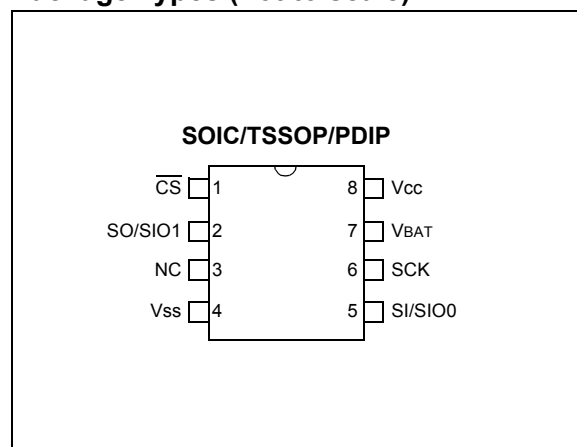 SOIC/TSSOP/PDIP
CS 1 8 Vcc
SO/SIO1 2 7 VBAT
NC 3 6 SCK
Vss 4 5 SI/SIO0